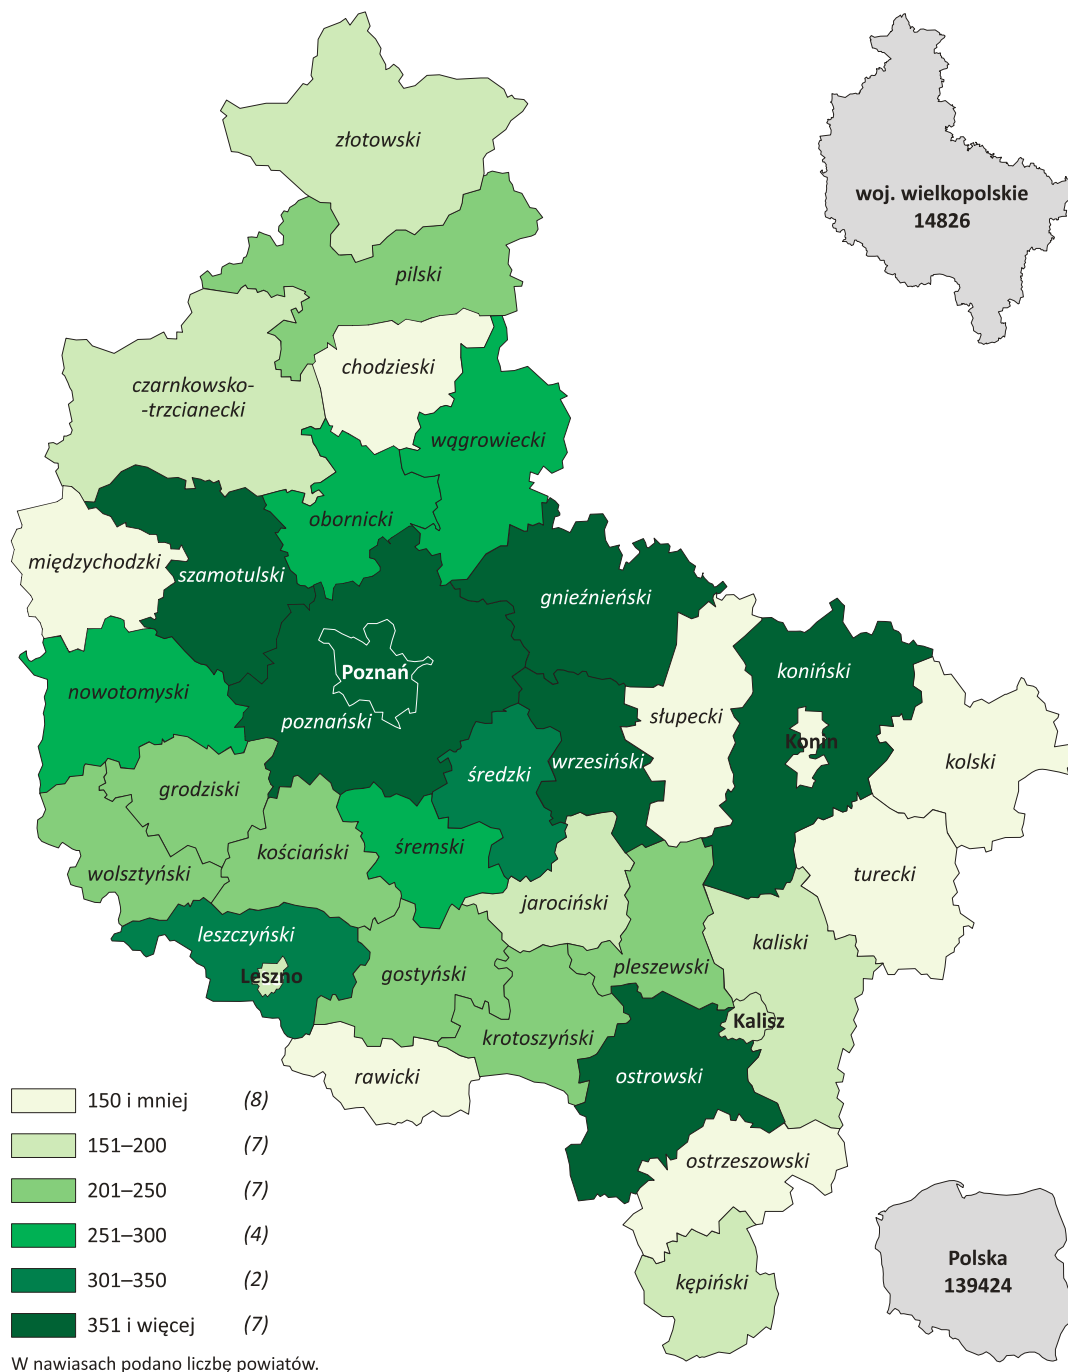 złotowski
woj. wielkopolskie
14826
pilski
chodzieski
czarnkowsko-
-trzcianecki
wągrowiecki
obornicki
międzychodzki
szamotulski
gnieźnieński
Poznań
koniński
nowotomyski
poznański
słupecki
Konin
średzki
wrzesiński
kolski
grodziski
kościański
śremski
wolsztyński
turecki
jarociński
leszczyński
kaliski
Leszno
gostyński
pleszewski
Kalisz
krotoszyński
rawicki
ostrowski
ostrzeszowski
kępiński
150 i mniej (8)
151–200 (7)
201–250 (7)
251–300 (4)
301–350 (2)
351 i więcej (7)
W nawiasach podano liczbę powiatów.
Polska
139424